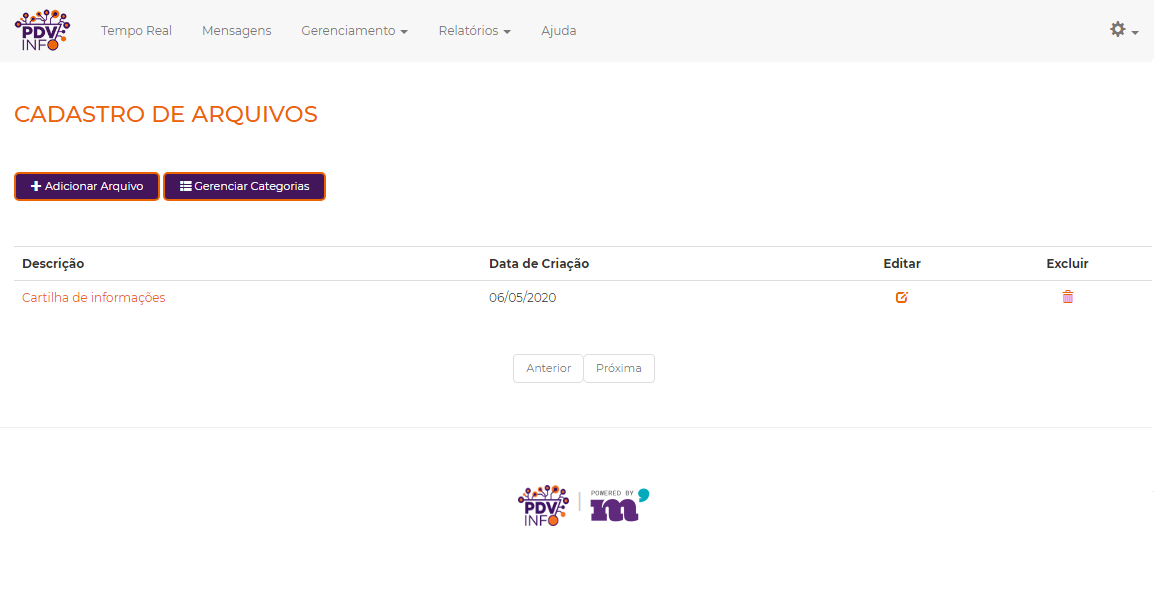 PDV INFO
Tempo Real Mensagens Gerenciamento Relatórios Ajuda
CADASTRO DE ARQUIVOS
Adicionar Arquivo Gerenciar Categorias
Descrição Data de Criação Editar Excluir
Cartilha de informações 06/05/2020
Anterior Próxima
PDV INFO POWERED BY m